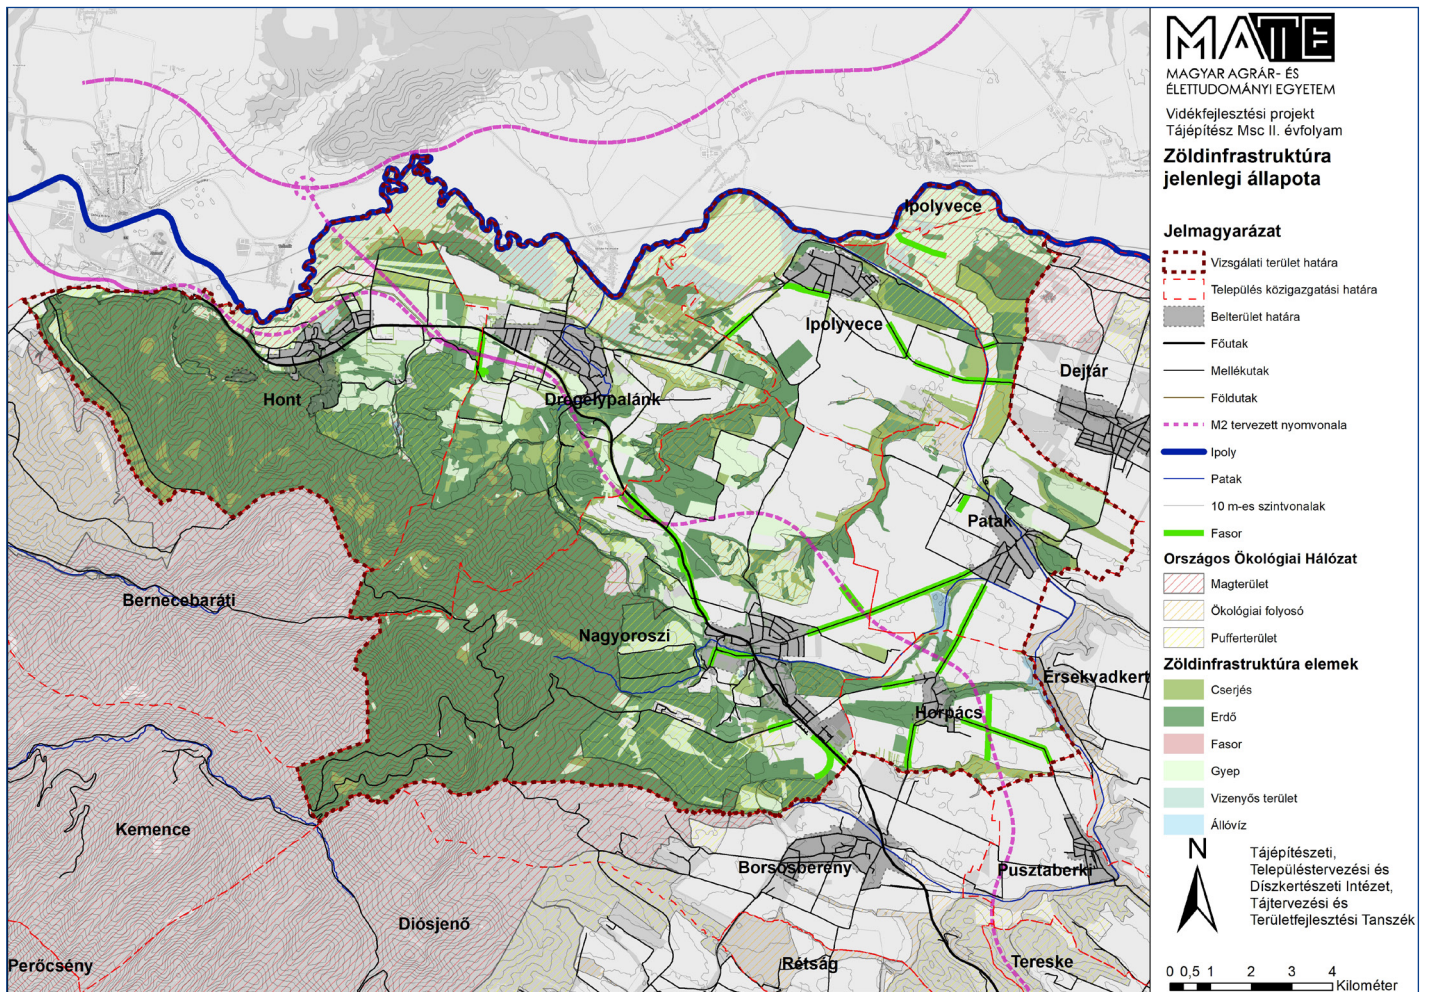 MATE
MAGYAR AGRÁR- ÉS
ÉLETTUDOMÁNYI EGYETEM
Vidékfejlesztési projekt
Tájépítész Msc II. évfolyam
Zöldinfrastruktúra
jelenlegi állapota
Jelmagyarázat
Vizsgálati terület határa
Település közigazgatási határa
Belterület határa
Főutak
Mellékutak
Földutak
M2 tervezett nyomvonala
Ipoly
Patak
10 m-es szintvonalak
Fasor
Országos Ökológiai Hálózat
Magterület
Ökológiai folyosó
Pufferterület
Zöldinfrastruktúra elemek
Cserjés
Erdő
Fasor
Gyep
Vizenyős terület
Állóvíz
N
Tájépítészeti,
Településtervezési és
Díszkertészeti Intézet,
Tájtervezési és
Területfejlesztési Tanszék
0 0,5 1 2 3 4
Kilométer
Ipolyvece
Ipolyvece
Dejtár
Hont
Drégelypalánk
Patak
Bernecebaráti
Nagyoroszi
Érsekvadkert
Horpács
Kemence
Borsosberény
Pusztaberki
Diósjenő
Perőcsény
Rétság
Tereske